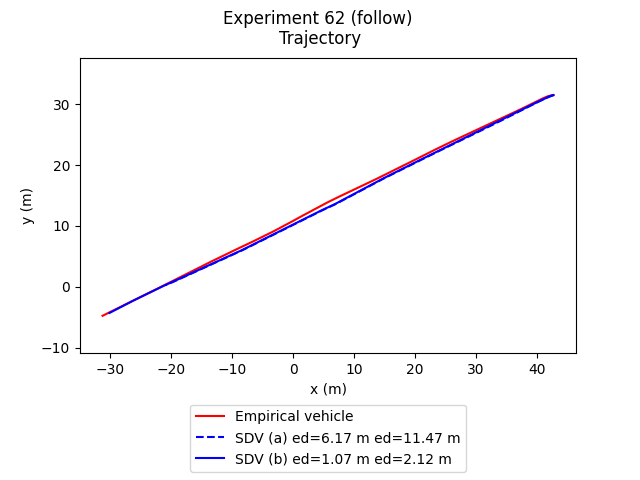 Experiment 62 (follow)
Trajectory
y (m)
30
20
10
0
−10
−30
−20
−10
0
10
20
30
40
x (m)
Empirical vehicle
SDV (a) ed=6.17 m ed=11.47 m
SDV (b) ed=1.07 m ed=2.12 m